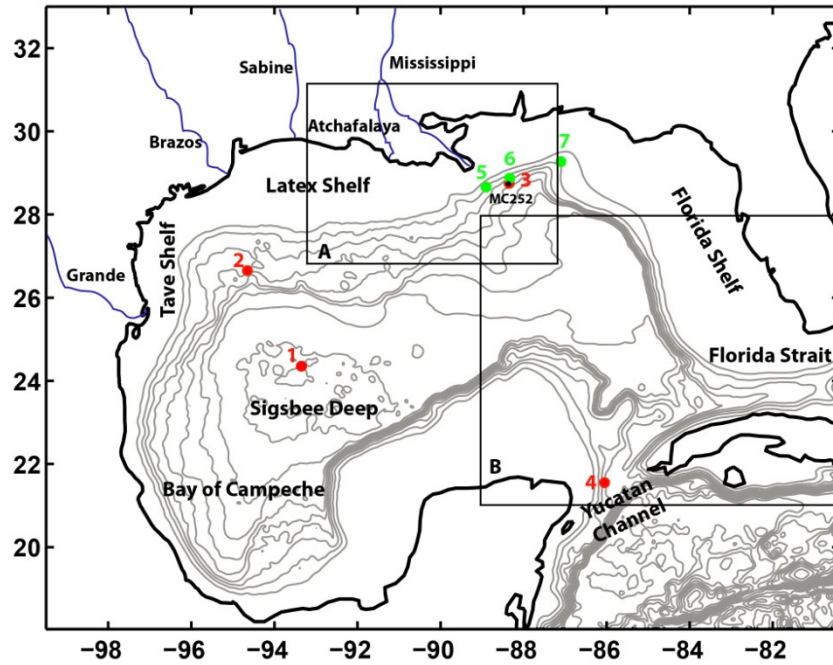 32
Mississippi
Sabine
30
Atchafalaya
Brazos
7
6
5
3
MC252
Latex Shelf
28
Florida Shelf
Tave Shelf
A
2
Grande
26
Florida Strait
1
24
Sigsbee Deep
Bay of Campeche
B
4
22
Yucatan
Channel
20
−98 −96 −94 −92 −90 −88 −86 −84 −82